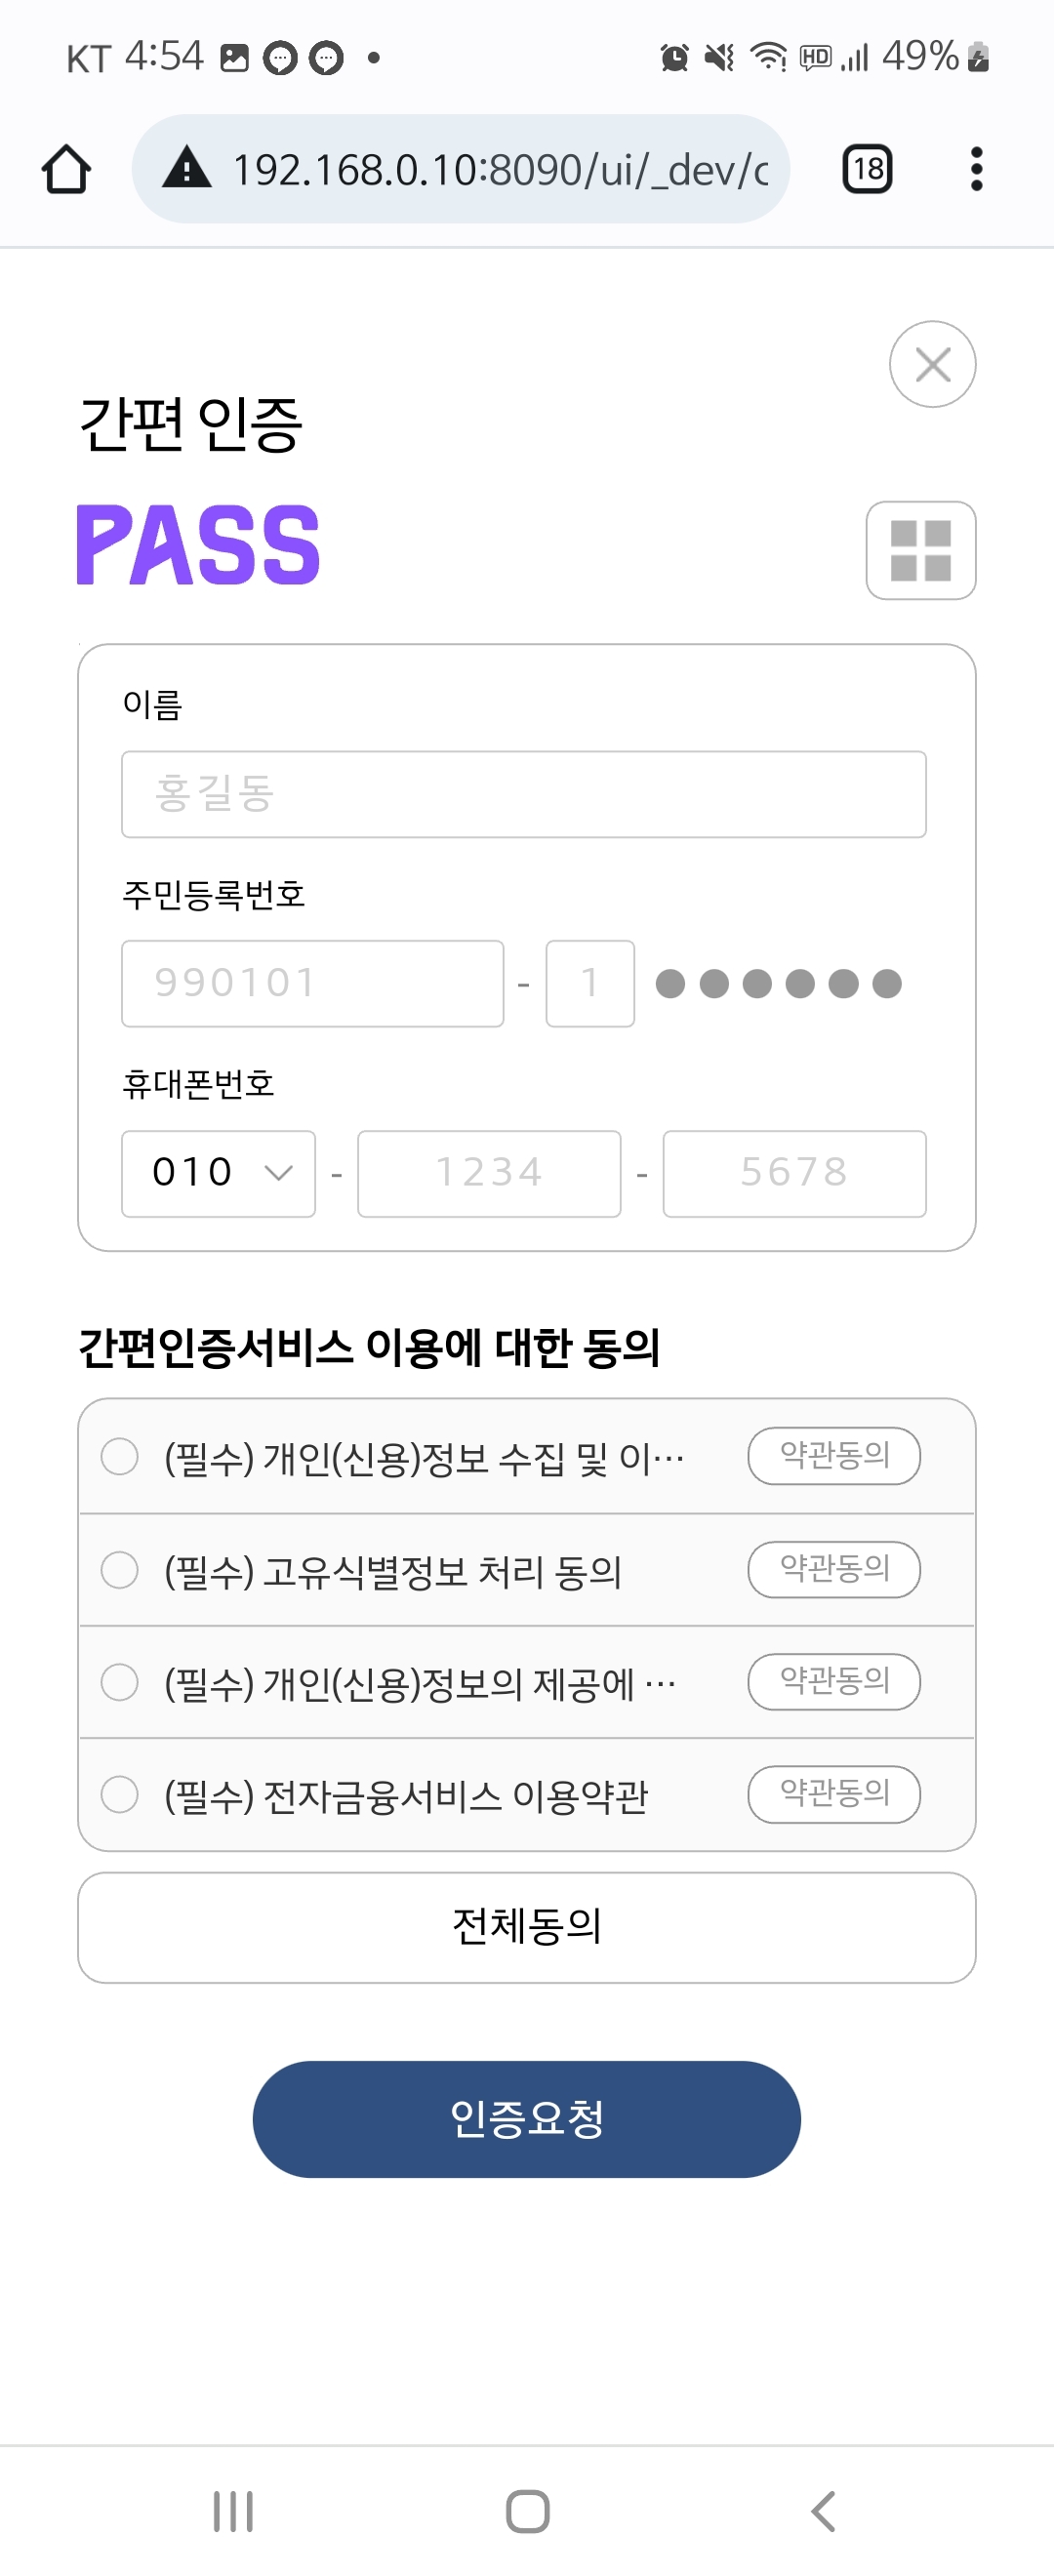 KT 4:54 49%
192.168.0.10:8090/ui/_dev/c 18
간편 인증
PASS
이름
홍길동
주민등록번호
990101 - 1 ●●●●●●
휴대폰번호
010 - 1234 - 5678
간편인증서비스 이용에 대한 동의
(필수) 개인(신용)정보 수집 및 이… 약관동의
(필수) 고유식별정보 처리 동의 약관동의
(필수) 개인(신용)정보의 제공에 … 약관동의
(필수) 전자금융서비스 이용약관 약관동의
전체동의
인증요청